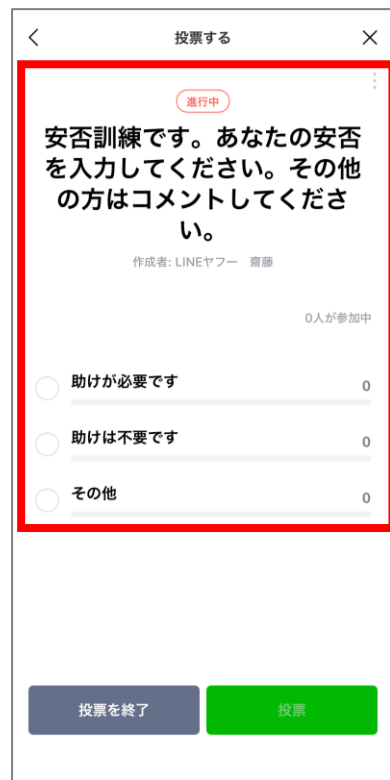 投票する
進行中
安否訓練です。あなたの安否
を入力してください。その他
の方はコメントしてくださ
い。
作成者: LINEヤフー　齋藤
0人が参加中
助けが必要です 0
助けは不要です 0
その他 0
投票を終了 投票